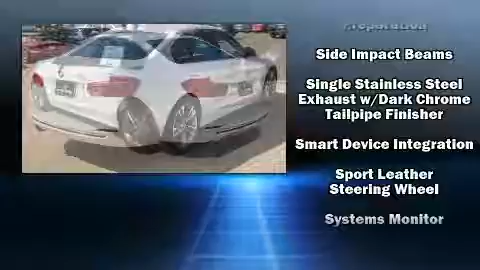 Preparation
Side Impact Beams
Single Stainless Steel
Exhaust w/Dark Chrome
Tailpipe Finisher
Smart Device Integration
Sport Leather
Steering Wheel
Systems Monitor